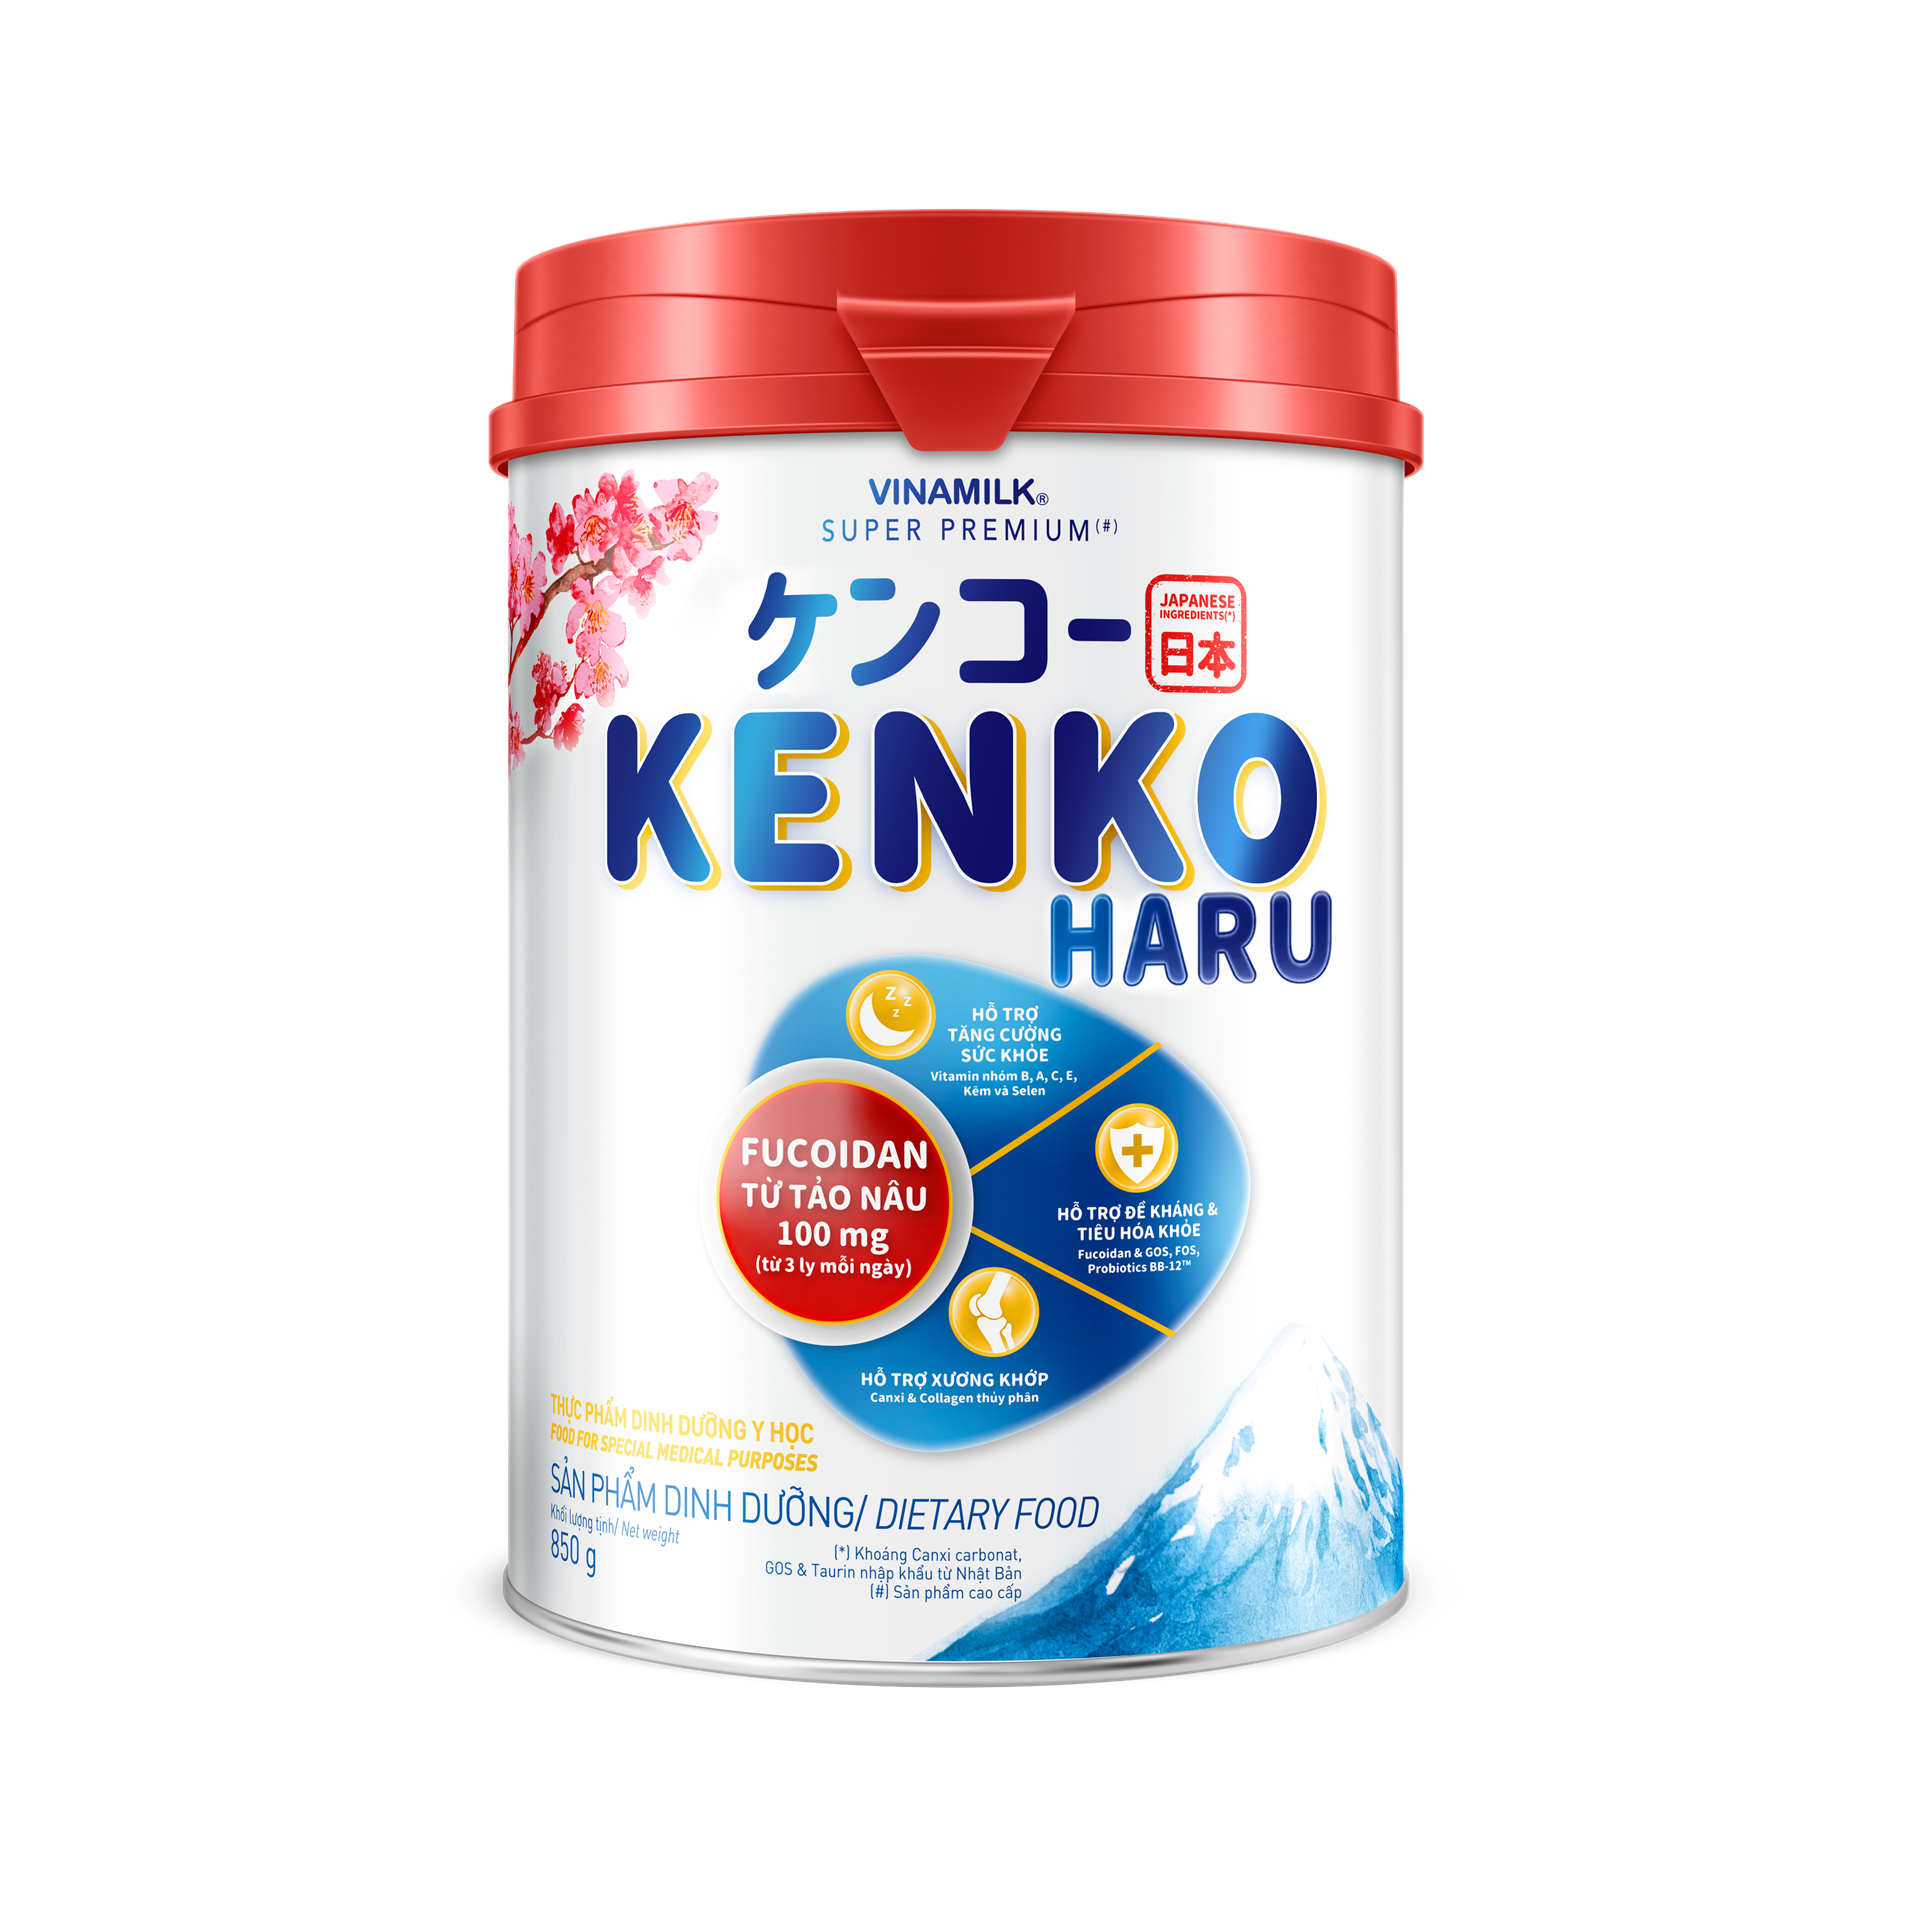 VINAMILK®
SUPER PREMIUM(#)
ケンコー
JAPANESE
INGREDIENTS(*)
日本
KENKO
HARU
Z z z
HỖ TRỢ
TĂNG CƯỜNG
SỨC KHỎE
Vitamin nhóm B, A, C, E,
Kẽm và Selen
FUCOIDAN
TỪ TẢO NÂU
100 mg
(từ 3 ly mỗi ngày)
HỖ TRỢ ĐỀ KHÁNG &
TIÊU HÓA KHỎE
Fucoidan & GOS, FOS,
Probiotics BB-12™
HỖ TRỢ XƯƠNG KHỚP
Canxi & Collagen thủy phân
THỰC PHẨM DINH DƯỠNG Y HỌC
FOOD FOR SPECIAL MEDICAL PURPOSES
SẢN PHẨM DINH DƯỠNG/ DIETARY FOOD
Khối lượng tịnh/ Net weight
850 g
(*) Khoáng Canxi carbonat,
GOS & Taurin nhập khẩu từ Nhật Bản
(#) Sản phẩm cao cấp